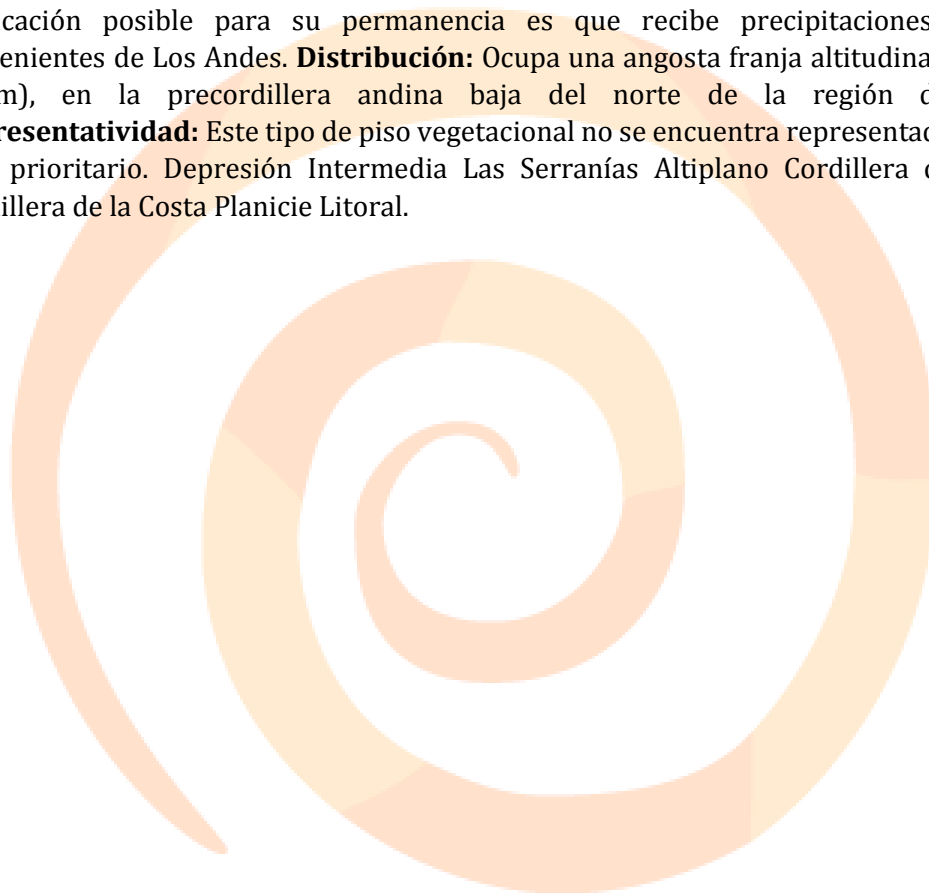 cación posible para su permanencia es que recibe precipitaciones
enientes de Los Andes. Distribución: Ocupa una angosta franja altitudina
m), en la precordillera andina baja del norte de la región d
resentatividad: Este tipo de piso vegetacional no se encuentra representad
prioritario. Depresión Intermedia Las Serranías Altiplano Cordillera
illera de la Costa Planicie Litoral.